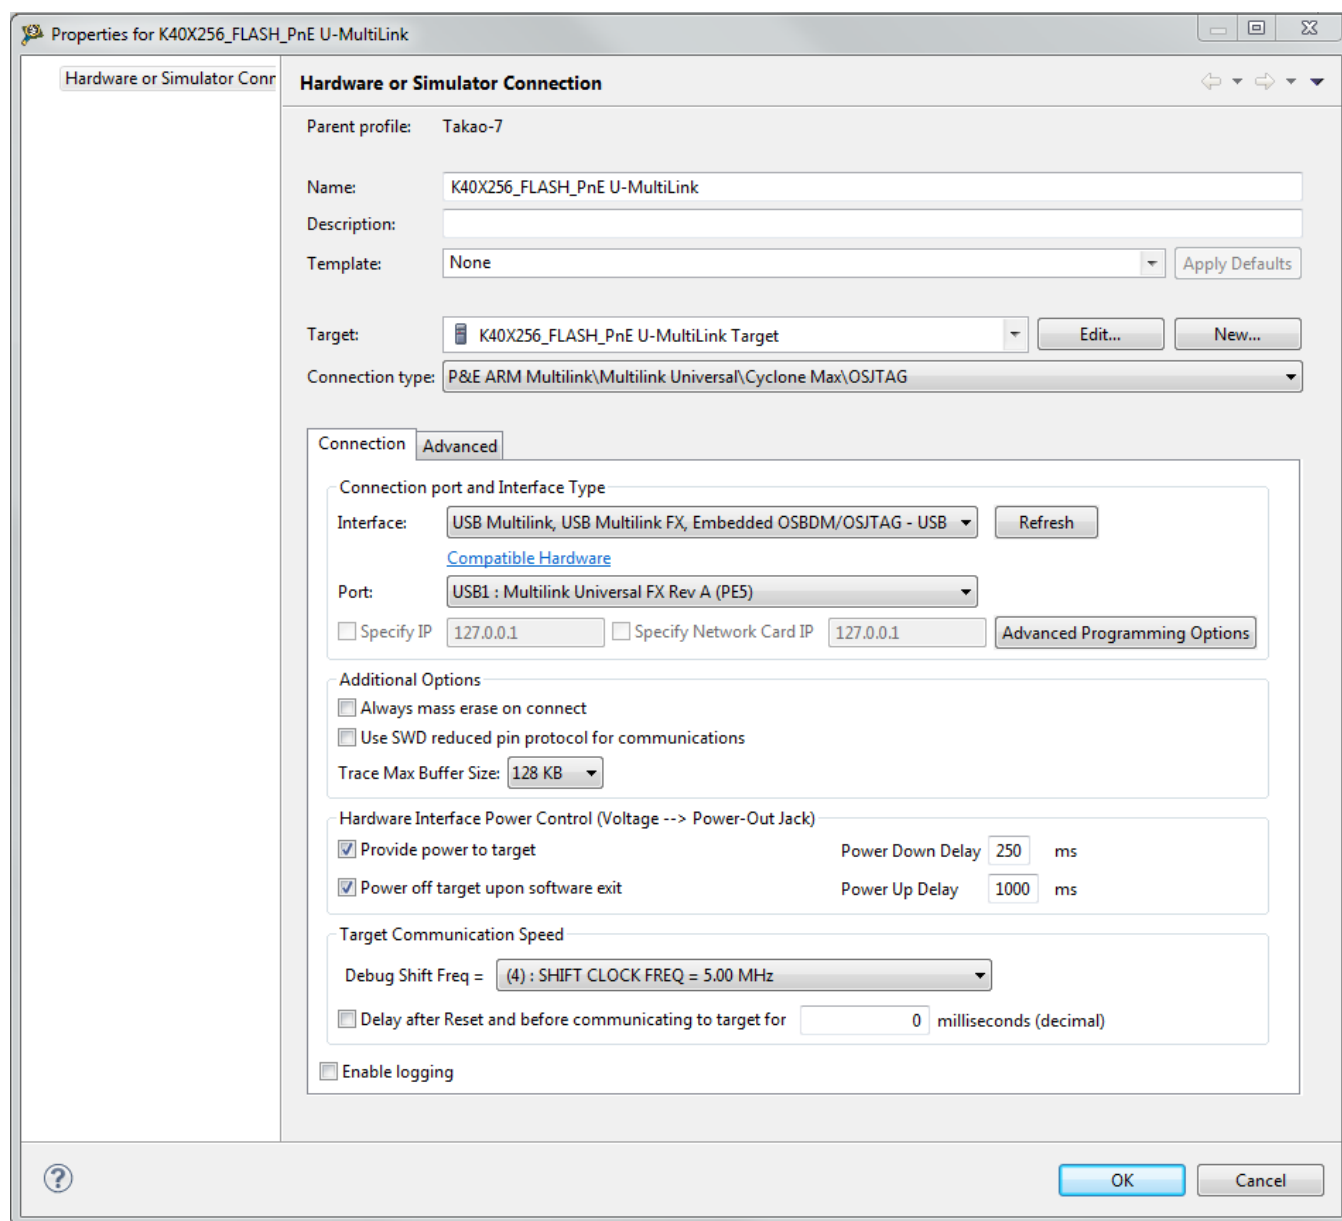 Properties for K40X256_FLASH_PnE U-MultiLink
Hardware or Simulator Conr
Hardware or Simulator Connection
Parent profile: Takao-7
Name: K40X256_FLASH_PnE U-MultiLink
Description:
Template: None Apply Defaults
Target: K40X256_FLASH_PnE U-MultiLink Target Edit... New...
Connection type: P&E ARM Multilink\Multilink Universal\Cyclone Max\OSJTAG
Connection Advanced
Connection port and Interface Type
Interface: USB Multilink, USB Multilink FX, Embedded OSBDM/OSJTAG - USB Refresh
Compatible Hardware
Port: USB1 : Multilink Universal FX Rev A (PE5)
Specify IP 127.0.0.1 Specify Network Card IP 127.0.0.1 Advanced Programming Options
Additional Options
Always mass erase on connect
Use SWD reduced pin protocol for communications
Trace Max Buffer Size: 128 KB
Hardware Interface Power Control (Voltage --> Power-Out Jack)
Provide power to target Power Down Delay 250 ms
Power off target upon software exit Power Up Delay 1000 ms
Target Communication Speed
Debug Shift Freq = (4) : SHIFT CLOCK FREQ = 5.00 MHz
Delay after Reset and before communicating to target for 0 milliseconds (decimal)
Enable logging
? OK Cancel